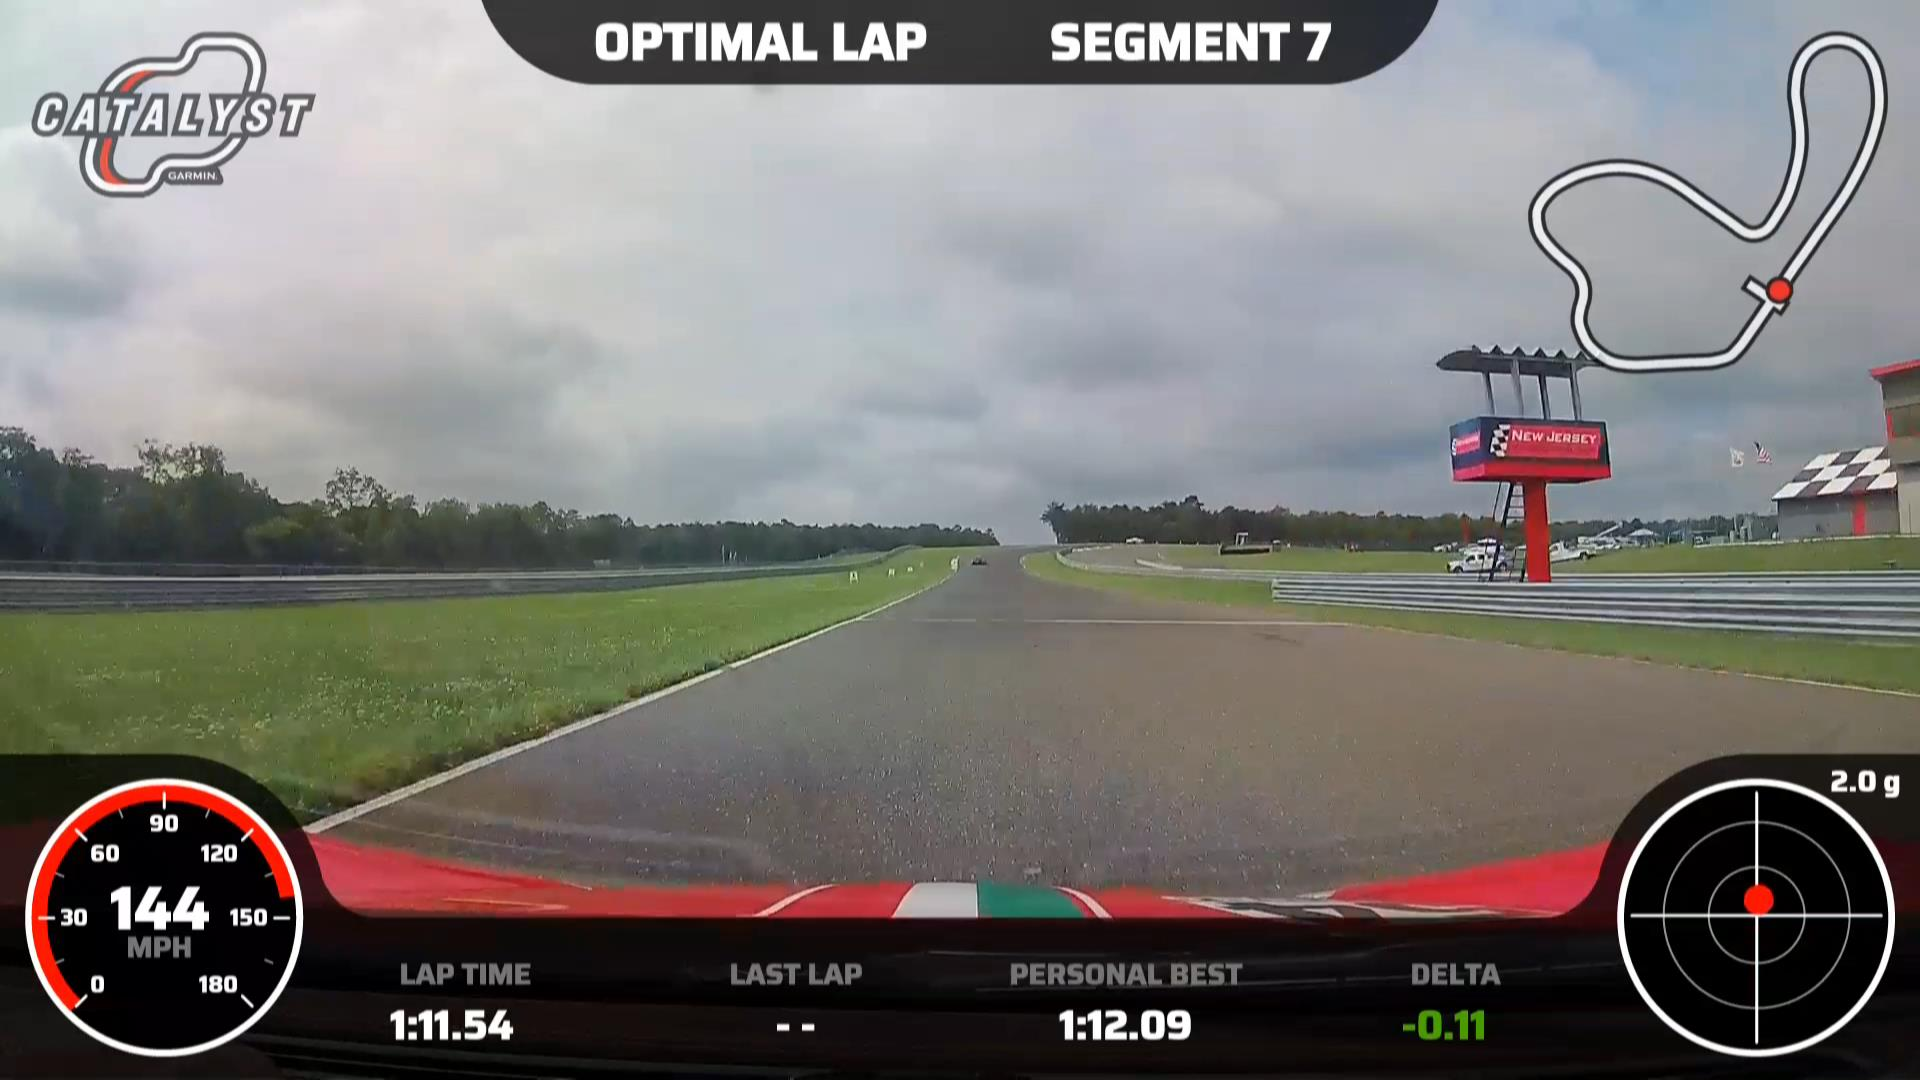 OPTIMAL LAP SEGMENT 7
CATALYST
GARMIN
NEW JERSEY
2.0 g
0
30
60
90
120
150
180
144
MPH
LAP TIME LAST LAP PERSONAL BEST DELTA
1:11.54 -- 1:12.09 -0.11